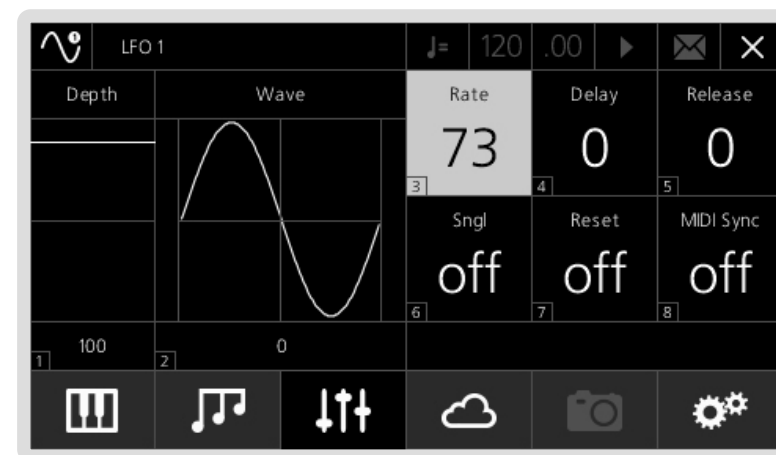 LFO 1 ♩= 120 .00
Depth Wave Rate Delay Release
73 0 0
3 4 5
Sngl Reset MIDI Sync
off off off
6 7 8
100 0
1 2